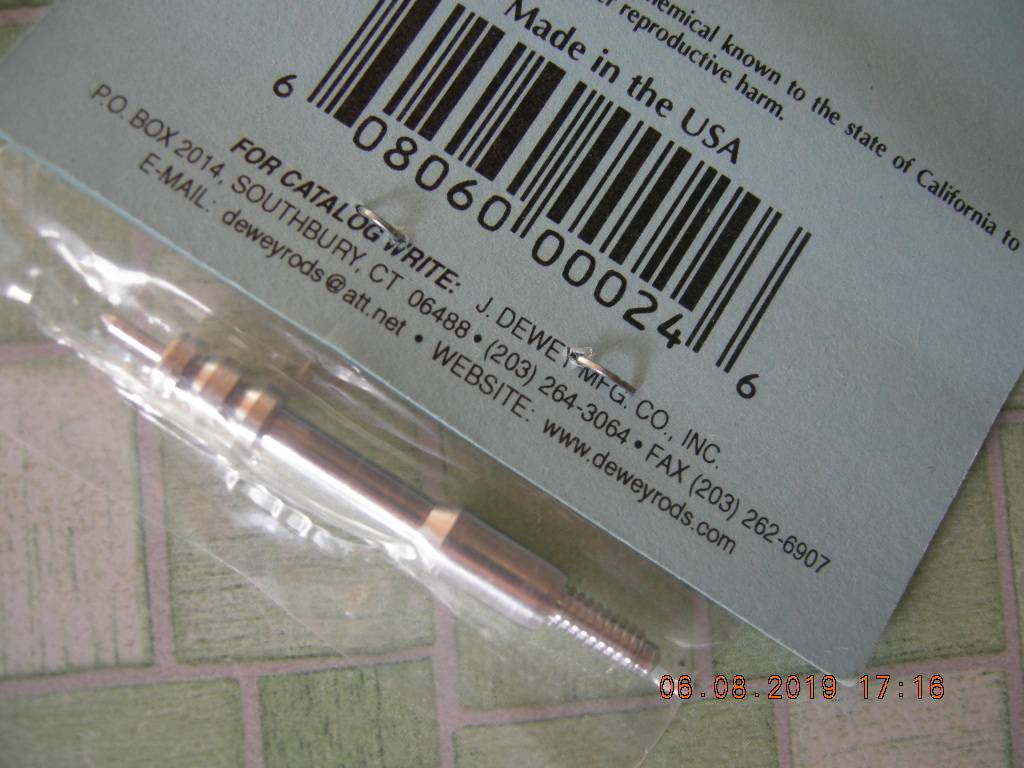 chemical known to the state of California to
reproductive harm.
Made in the USA
6 08060 00024 6
FOR CATALOG WRITE: J. DEWEY MFG. CO., INC.
P.O. BOX 2014, SOUTHBURY, CT 06488 • (203) 264-3064 • FAX (203) 262-6907
E-MAIL: deweyrods@att.net • WEBSITE: www.deweyrods.com
06.08.2019 17:16